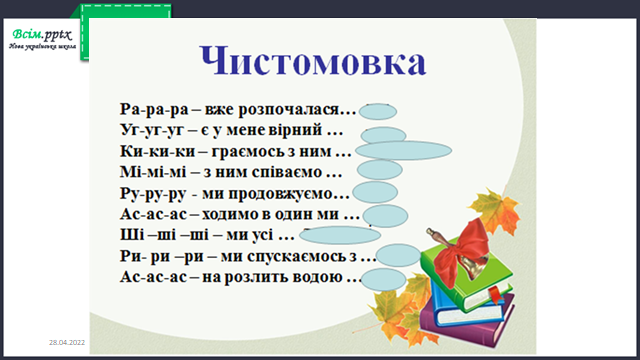 Всім.pptx
Нова українська школа
Чистомовка
Ра-ра-ра – вже розпочалася…
Уг-уг-уг – є у мене вірний …
Ки-ки-ки – граємось з ним …
Мі-мі-мі – з ним співаємо …
Ру-ру-ру - ми продовжуємо…
Ас-ас-ас – ходимо в один ми …
Ші –ші –ші – ми усі …
Ри- ри –ри – ми спускаємось з …
Ас-ас-ас – на розлить водою …
28.04.2022